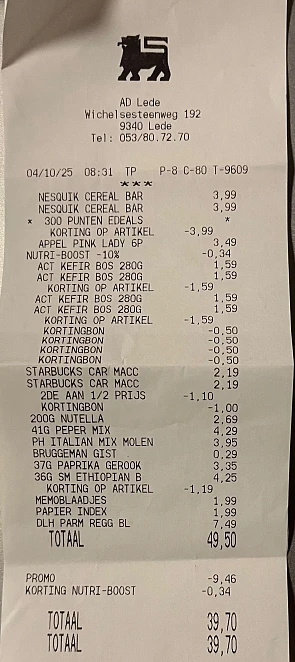 AD Lede
Wichelsesteenweg 192
9340 Lede
Tel: 053/80.72.70
04/10/25 08:31 TP P-8 C-80 T-9609
***
NESQUIK CEREAL BAR 3,99
NESQUIK CEREAL BAR 3,99
* 300 PUNTEN EDEALS *
KORTING OP ARTIKEL -3,99
APPEL PINK LADY 6P 3,49
NUTRI-BOOST -10% -0,34
ACT KEFIR BOS 280G 1,59
ACT KEFIR BOS 280G 1,59
KORTING OP ARTIKEL -1,59
ACT KEFIR BOS 280G 1,59
ACT KEFIR BOS 280G 1,59
KORTING OP ARTIKEL -1,59
KORTINGBON -0,50
KORTINGBON -0,50
KORTINGBON -0,50
KORTINGBON -0,50
STARBUCKS CAR MACC 2,19
STARBUCKS CAR MACC 2,19
2DE AAN 1/2 PRIJS -1,10
KORTINGBON -1,00
200G NUTELLA 2,69
41G PEPER MIX 4,29
PH ITALIAN MIX MOLEN 3,95
BRUGGEMAN GIST 0,29
37G PAPRIKA GEROOK 3,35
36G SM ETHIOPIAN B 4,25
KORTING OP ARTIKEL -1,19
MEMOBLAADJES 1,99
PAPIER INDEX 1,99
DLH PARM REGG BL 7,49
TOTAAL 49,50
PROMO -9,46
KORTING NUTRI-BOOST -0,34
TOTAAL 39,70
TOTAAL 39,70